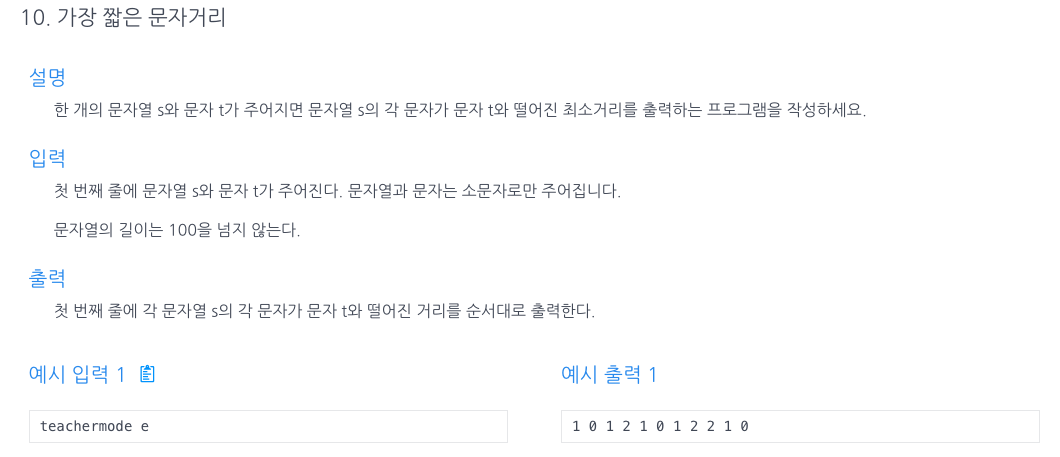 10. 가장 짧은 문자거리
설명
한 개의 문자열 s와 문자 t가 주어지면 문자열 s의 각 문자가 문자 t와 떨어진 최소거리를 출력하는 프로그램을 작성하세요.
입력
첫 번째 줄에 문자열 s와 문자 t가 주어진다. 문자열과 문자는 소문자로만 주어집니다.
문자열의 길이는 100을 넘지 않는다.
출력
첫 번째 줄에 각 문자열 s의 각 문자가 문자 t와 떨어진 거리를 순서대로 출력한다.
예시 입력 1
teachermode e
예시 출력 1
1 0 1 2 1 0 1 2 2 1 0